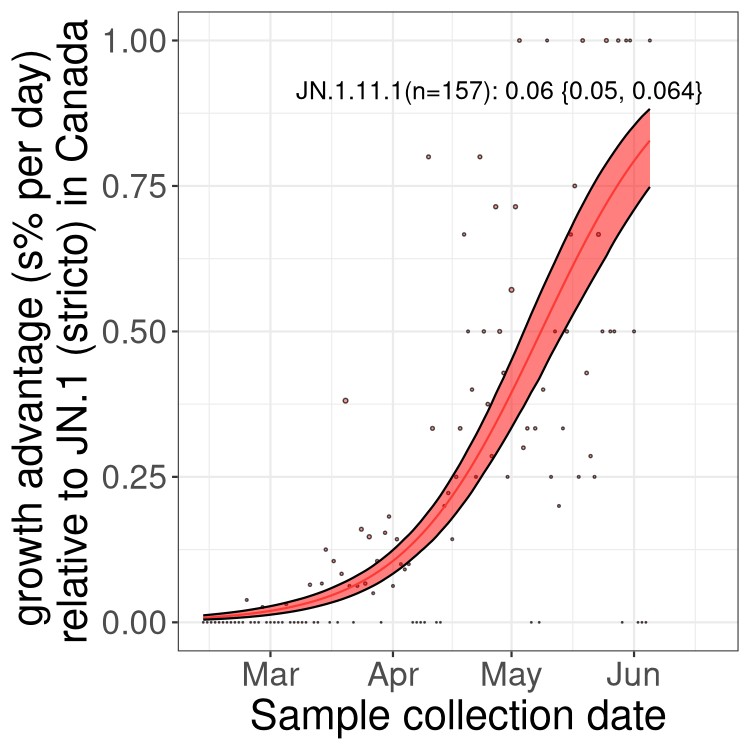 growth advantage (s% per day)
relative to JN.1 (stricto) in Canada
1.00
0.75
0.50
0.25
0.00
JN.1.11.1(n=157): 0.06 {0.05, 0.064}
Mar Apr May Jun
Sample collection date